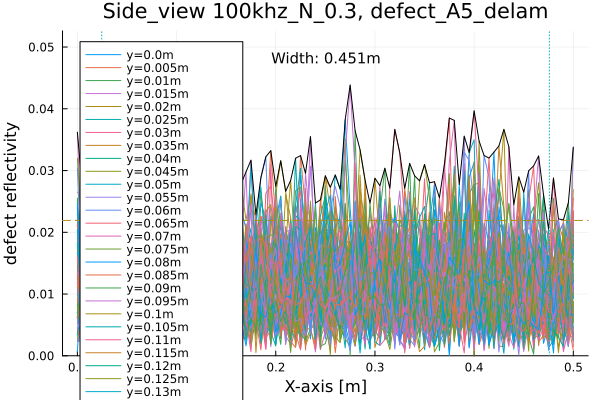 Side_view 100khz_N_0.3, defect_A5_delam
Width: 0.451m
defect reflectivity
0.05
0.04
0.03
0.02
0.01
0.00
y=0.0m
y=0.005m
y=0.01m
y=0.015m
y=0.02m
y=0.025m
y=0.03m
y=0.035m
y=0.04m
y=0.045m
y=0.05m
y=0.055m
y=0.06m
y=0.065m
y=0.07m
y=0.075m
y=0.08m
y=0.085m
y=0.09m
y=0.095m
y=0.1m
y=0.105m
y=0.11m
y=0.115m
y=0.12m
y=0.125m
y=0.13m
0. 0.2 0.3 0.4 0.5
X-axis [m]